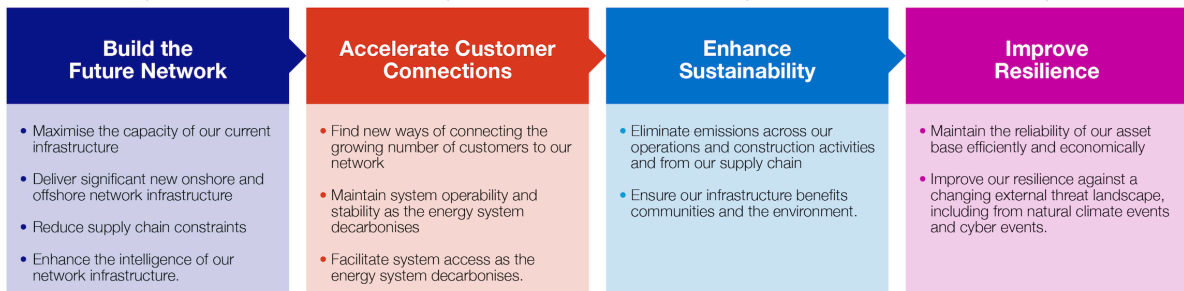 Build the
Future Network
• Maximise the capacity of our current
infrastructure
• Deliver significant new onshore and
offshore network infrastructure
• Reduce supply chain constraints
• Enhance the intelligence of our
network infrastructure.
Accelerate Customer
Connections
• Find new ways of connecting the
growing number of customers to our
network
• Maintain system operability and
stability as the energy system
decarbonises
• Facilitate system access as the
energy system decarbonises.
Enhance
Sustainability
• Eliminate emissions across our
operations and construction activities
and from our supply chain
• Ensure our infrastructure benefits
communities and the environment.
Improve
Resilience
• Maintain the reliability of our asset
base efficiently and economically
• Improve our resilience against a
changing external threat landscape,
including from natural climate events
and cyber events.